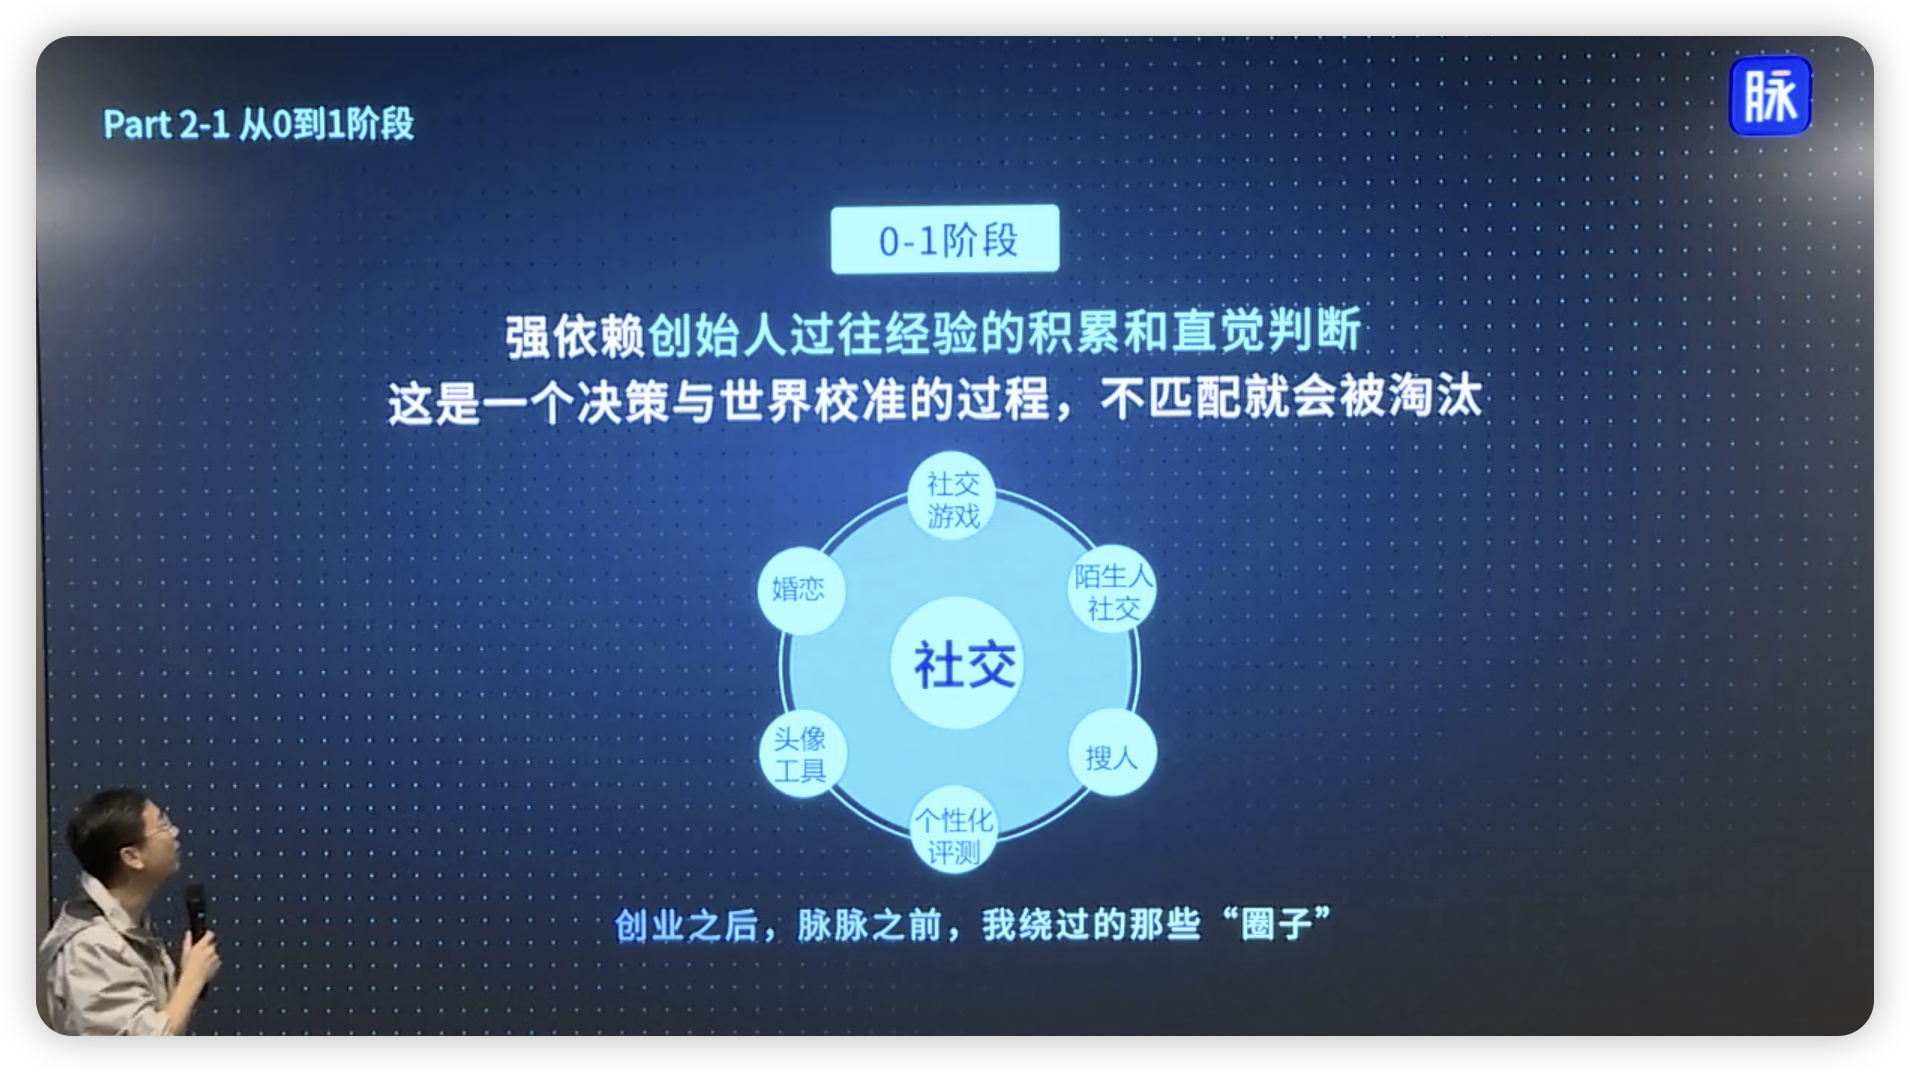 Part 2-1 从0到1阶段
脉
0-1阶段
强依赖创始人过往经验的积累和直觉判断
这是一个决策与世界校准的过程，不匹配就会被淘汰
社交
游戏
婚恋
陌生人
社交
社交
头像
工具
搜人
个性化
评测
创业之后，脉脉之前，我绕过的那些“圈子”